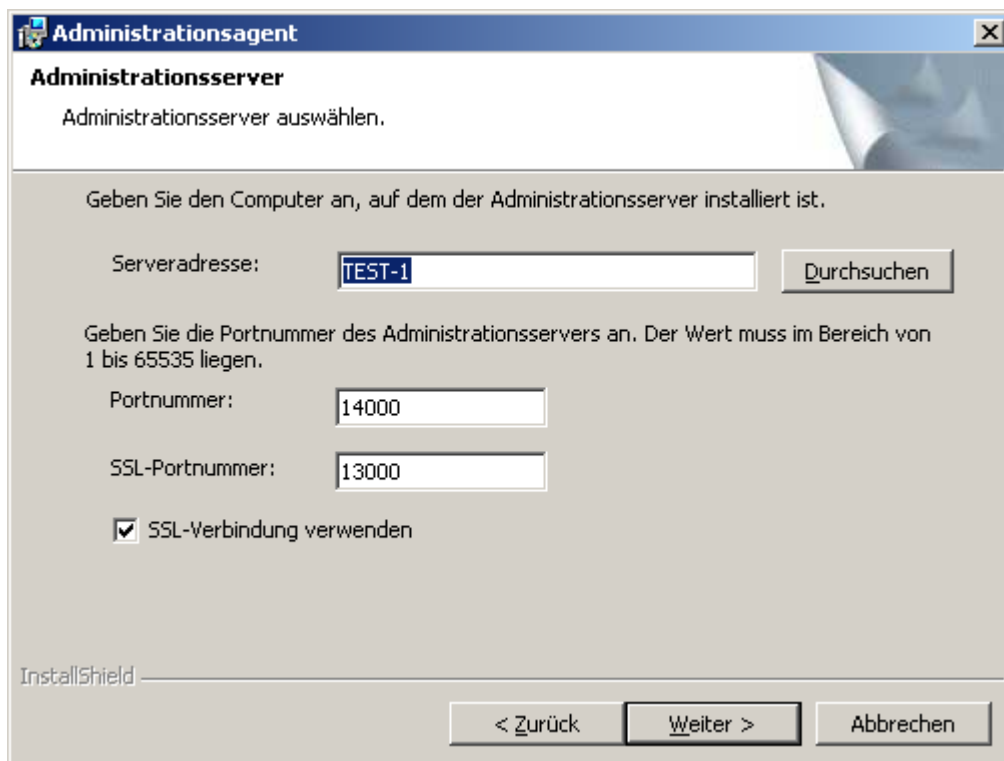 Administrationsagent
Administrationsserver
Administrationsserver auswählen.
Geben Sie den Computer an, auf dem der Administrationsserver installiert ist.
Serveradresse:
TEST-1
Durchsuchen
Geben Sie die Portnummer des Administrationsservers an. Der Wert muss im Bereich von
1 bis 65535 liegen.
Portnummer:
14000
SSL-Portnummer:
13000
SSL-Verbindung verwenden
InstallShield
< Zurück
Weiter >
Abbrechen